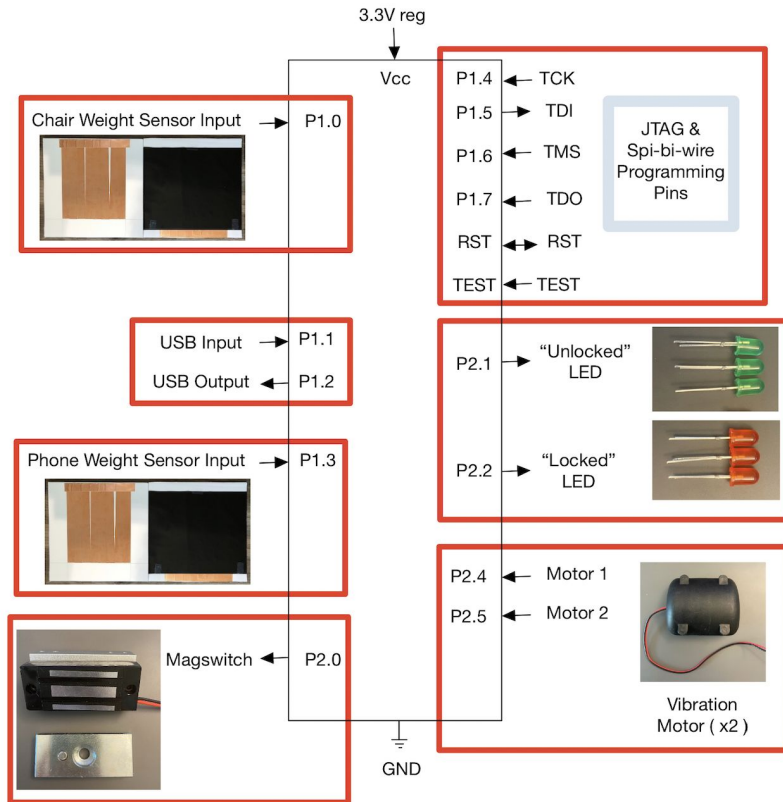 3.3V reg
Vcc
Chair Weight Sensor Input
P1.0
USB Input
P1.1
USB Output
P1.2
Phone Weight Sensor Input
P1.3
Magswitch
P2.0
GND
P1.4
TCK
P1.5
TDI
P1.6
TMS
P1.7
TDO
RST
RST
TEST
TEST
JTAG &
Spi-bi-wire
Programming
Pins
P2.1
“Unlocked”
LED
P2.2
“Locked”
LED
P2.4
Motor 1
P2.5
Motor 2
Vibration
Motor ( x2 )